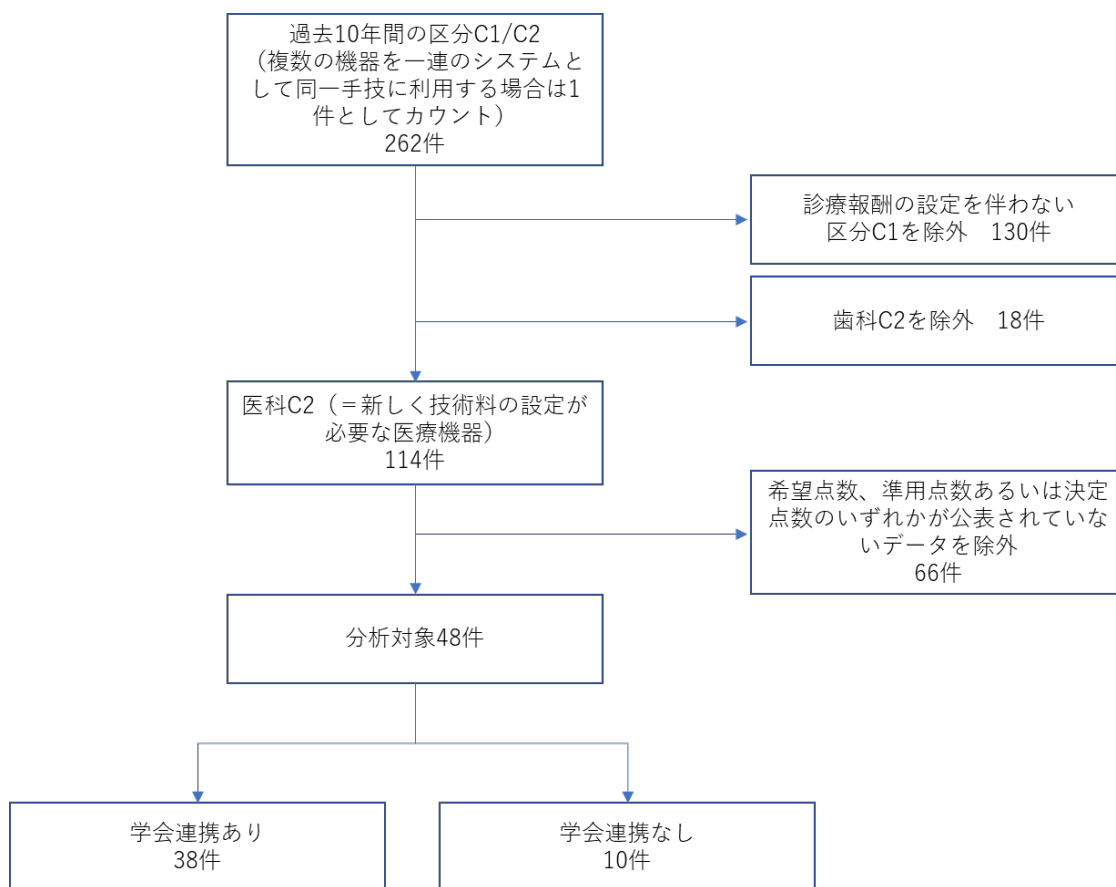 過去10年間の区分C1/C2
（複数の機器を一連のシステムと
して同一手技に利用する場合は1
件としてカウント）
262件
診療報酬の設定を伴わない
区分C1を除外　130件
歯科C2を除外　18件
医科C2（＝新しく技術料の設定が
必要な医療機器）
114件
希望点数、準用点数あるいは決定
点数のいずれかが公表されていな
いデータを除外
66件
分析対象48件
学会連携あり
38件
学会連携なし
10件